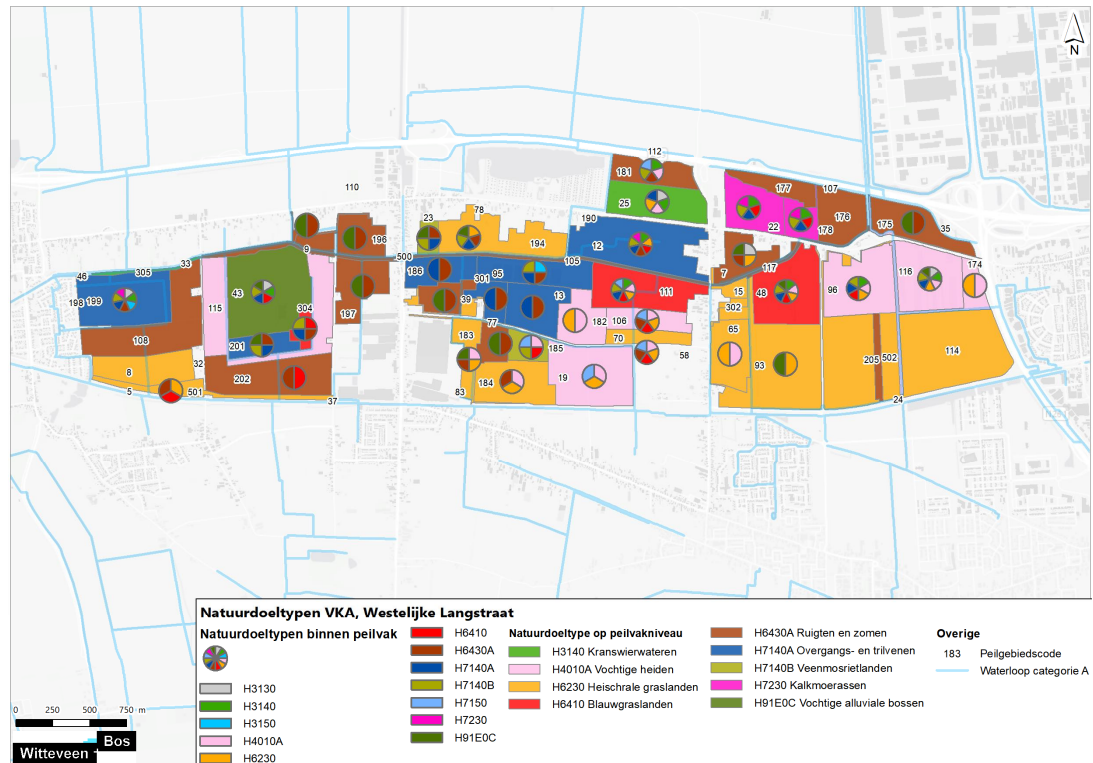 N
112
181
110
177
107
25
78
23
190
176
175
35
22
178
196
194
12
9
500
105
7
117
33
46
305
186
301
95
116
174
198
199
43
115
304
13
111
15
48
96
39
197
302
182
106
77
201
183
70
65
108
185
58
32
202
19
93
205
502
114
8
184
5
501
83
37
24
Natuurdoeltypen VKA, Westelijke Langstraat
Natuurdoeltypen binnen peilvak
H3130
H3140
H3150
H4010A
H6230
H6410
H6430A
H7140A
H7140B
H7150
H7230
H91E0C
Natuurdoeltype op peilvakniveau
H3140 Kranswierwateren
H4010A Vochtige heiden
H6230 Heischrale graslanden
H6410 Blauwgraslanden
H6430A Ruigten en zomen
H7140A Overgangs- en trilvenen
H7140B Veenmosrietlanden
H7230 Kalkmoerassen
H91E0C Vochtige alluviale bossen
Overige
183 Peilgebiedscode
Waterloop categorie A
0 250 500 750 m
Witteveen + Bos